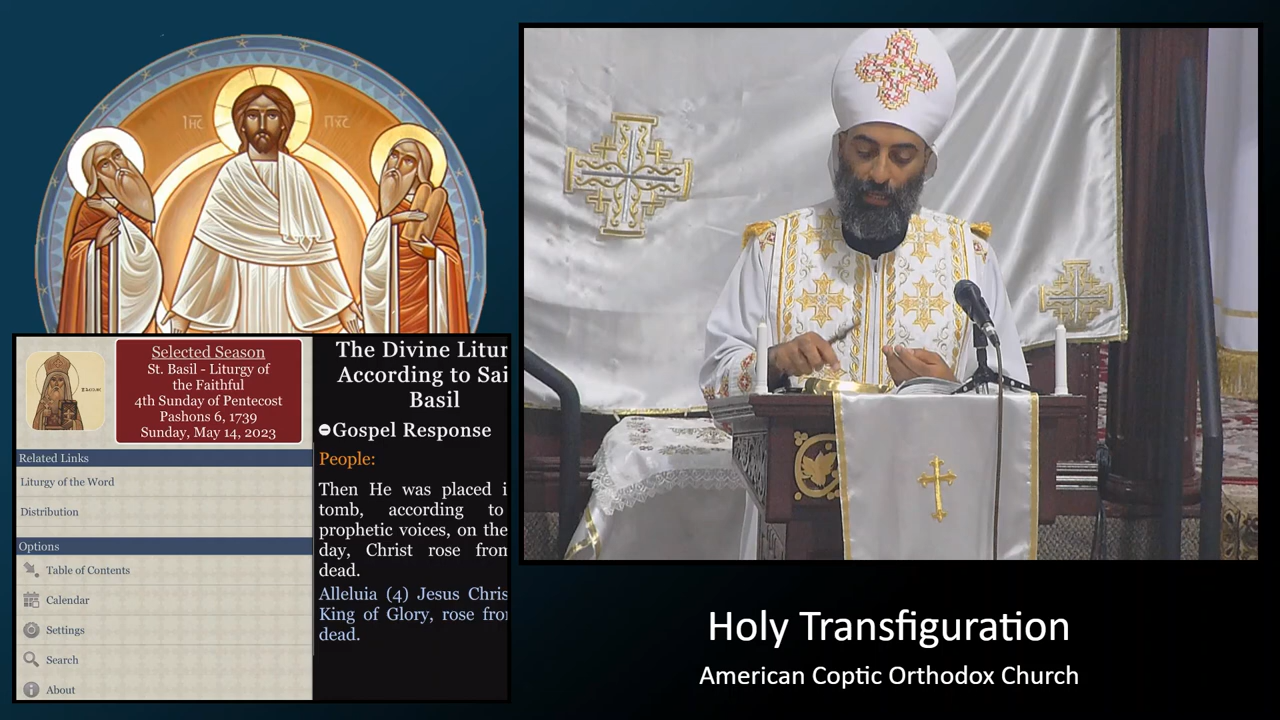 Selected Season
St. Basil - Liturgy of
the Faithful
4th Sunday of Pentecost
Pashons 6, 1739
Sunday, May 14, 2023
Related Links
Liturgy of the Word
Distribution
Options
Table of Contents
Calendar
Settings
Search
About
The Divine Litur
According to Sai
Basil
Gospel Response
People:
Then He was placed i
tomb, according to
prophetic voices, on the
day, Christ rose from
dead.
Alleluia (4) Jesus Chris
King of Glory, rose fro
dead.
Holy Transfiguration
American Coptic Orthodox Church